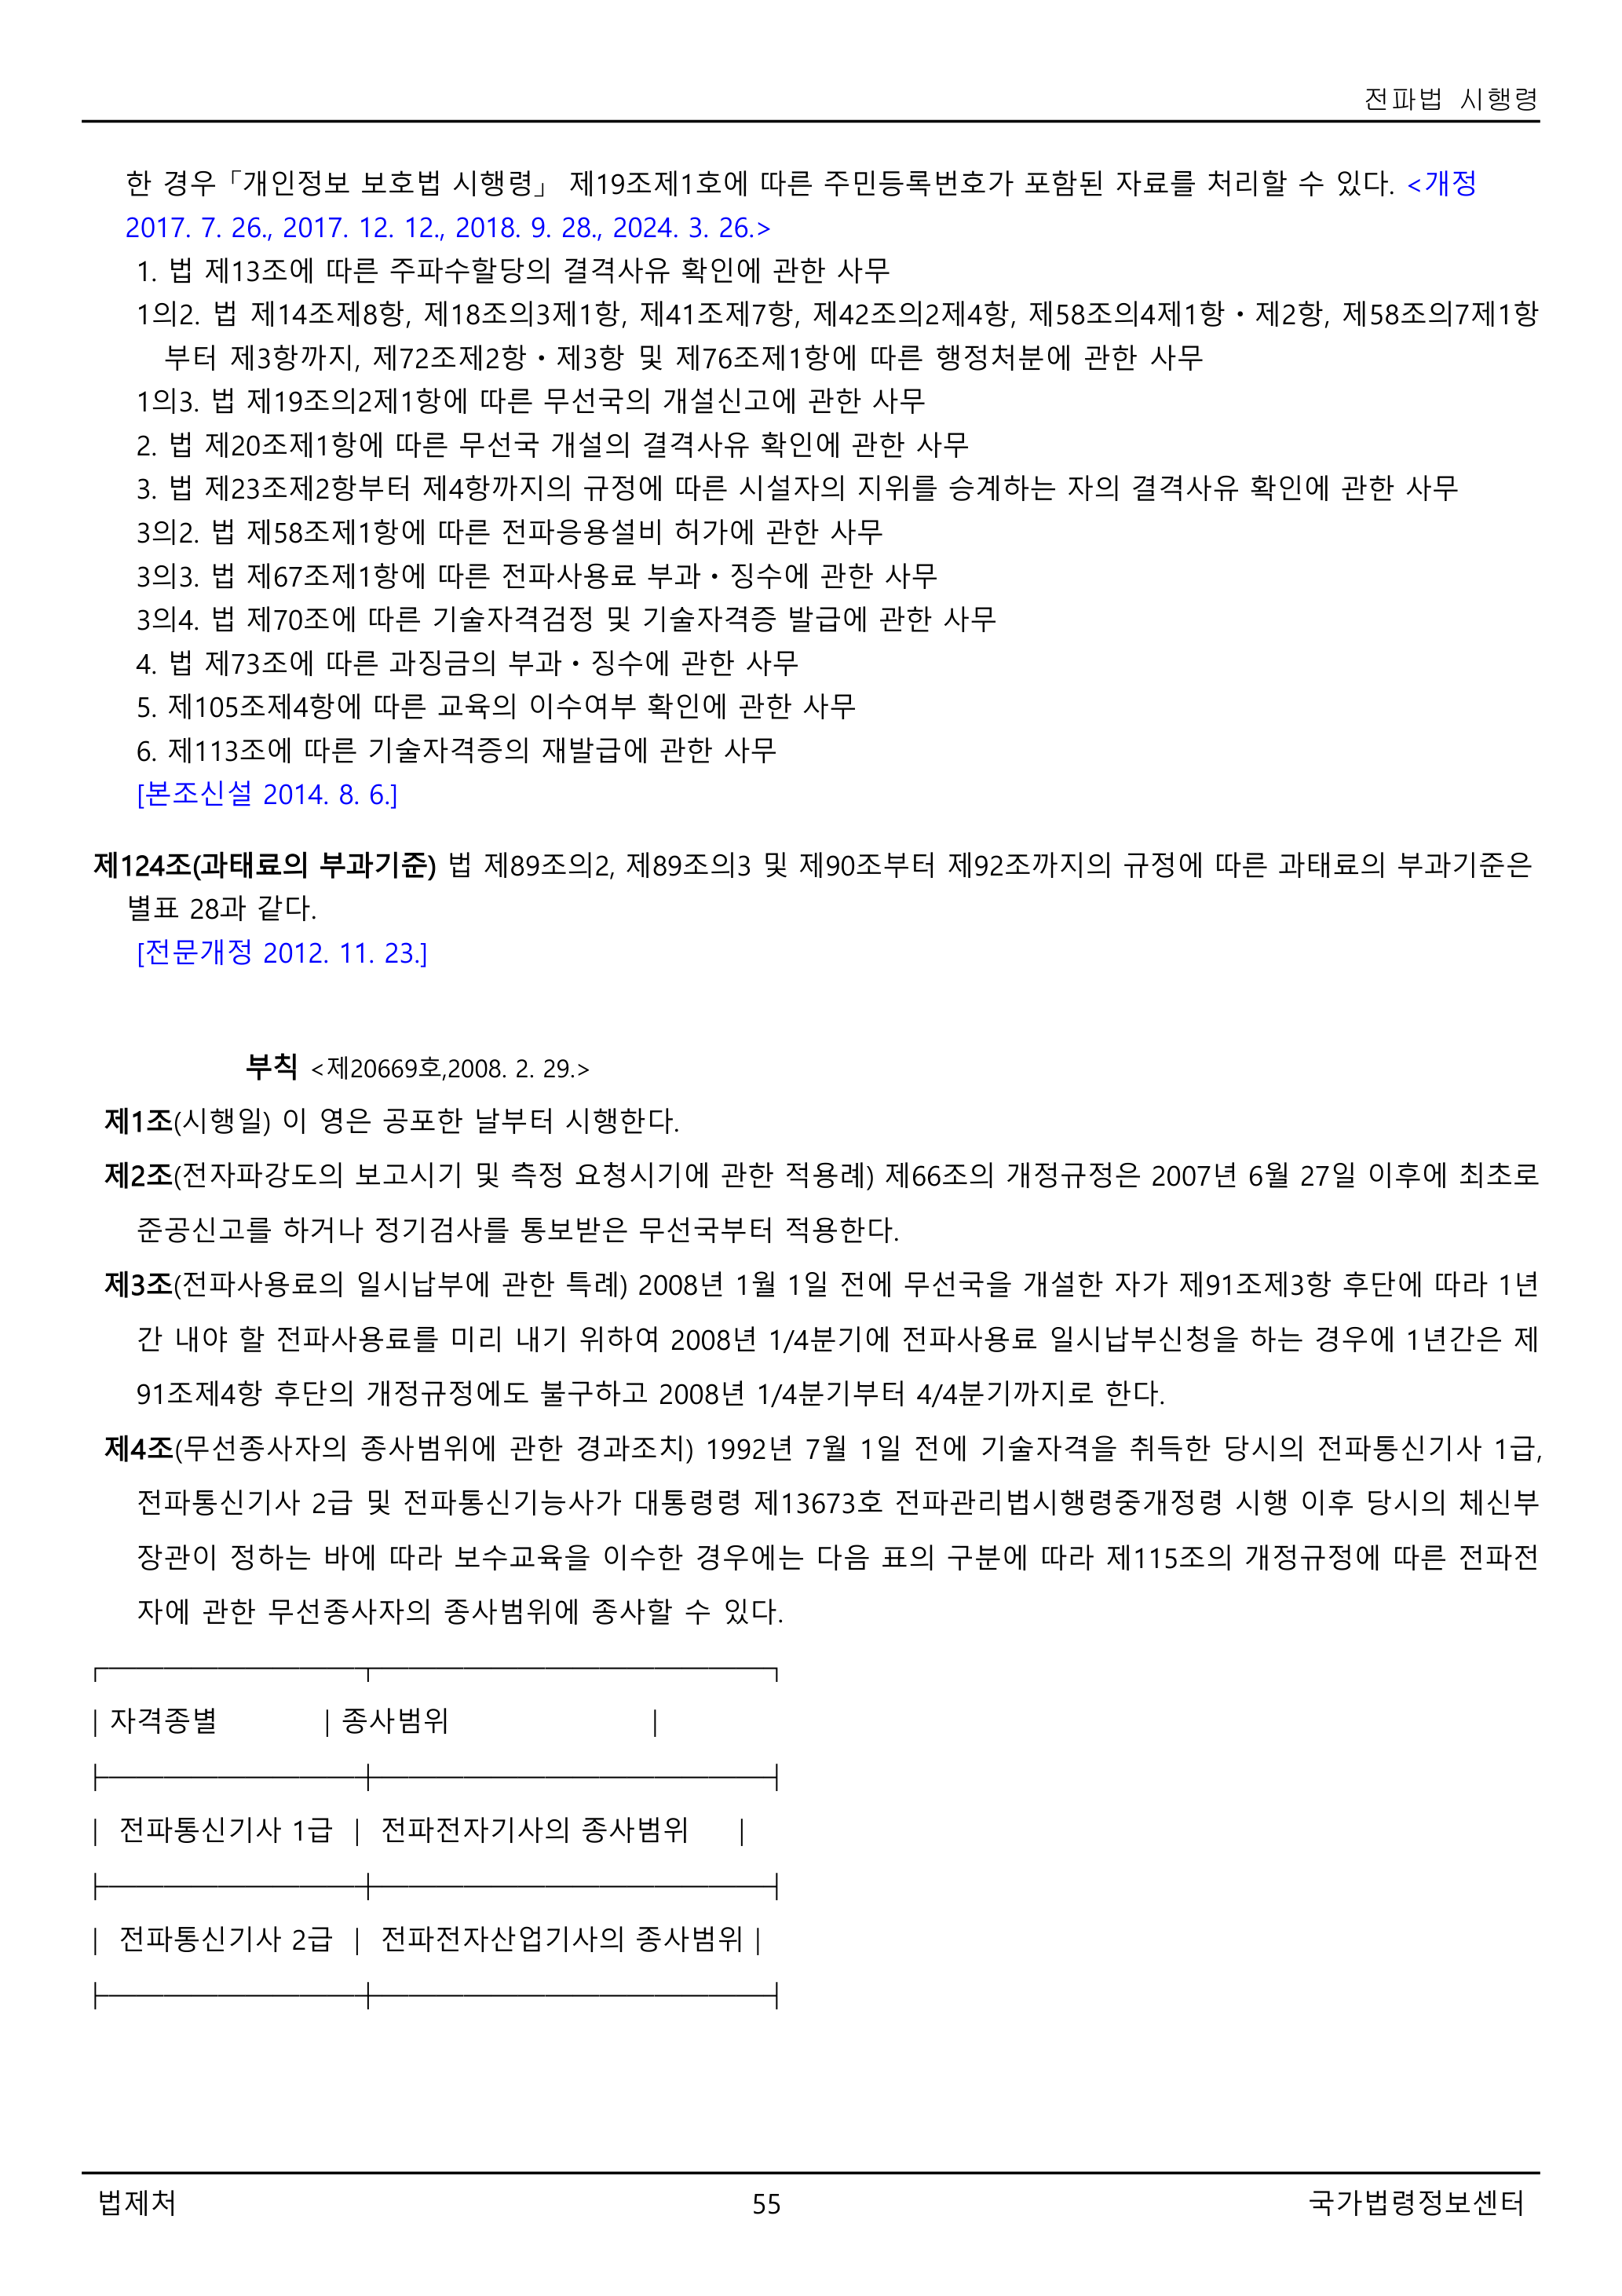 전파법 시행령
한 경우「개인정보 보호법 시행령」 제19조제1호에 따른 주민등록번호가 포함된 자료를 처리할 수 있다. <개정
2017. 7. 26., 2017. 12. 12., 2018. 9. 28., 2024. 3. 26.>
1. 법 제13조에 따른 주파수할당의 결격사유 확인에 관한 사무
1의2. 법 제14조제8항, 제18조의3제1항, 제41조제7항, 제42조의2제4항, 제58조의4제1항ㆍ제2항, 제58조의7제1항
부터 제3항까지, 제72조제2항ㆍ제3항 및 제76조제1항에 따른 행정처분에 관한 사무
1의3. 법 제19조의2제1항에 따른 무선국의 개설신고에 관한 사무
2. 법 제20조제1항에 따른 무선국 개설의 결격사유 확인에 관한 사무
3. 법 제23조제2항부터 제4항까지의 규정에 따른 시설자의 지위를 승계하는 자의 결격사유 확인에 관한 사무
3의2. 법 제58조제1항에 따른 전파응용설비 허가에 관한 사무
3의3. 법 제67조제1항에 따른 전파사용료 부과ㆍ징수에 관한 사무
3의4. 법 제70조에 따른 기술자격검정 및 기술자격증 발급에 관한 사무
4. 법 제73조에 따른 과징금의 부과ㆍ징수에 관한 사무
5. 제105조제4항에 따른 교육의 이수여부 확인에 관한 사무
6. 제113조에 따른 기술자격증의 재발급에 관한 사무
[본조신설 2014. 8. 6.]
제124조(과태료의 부과기준) 법 제89조의2, 제89조의3 및 제90조부터 제92조까지의 규정에 따른 과태료의 부과기준은
별표 28과 같다.
[전문개정 2012. 11. 23.]
부칙 <제20669호,2008. 2. 29.>
제1조(시행일) 이 영은 공포한 날부터 시행한다.
제2조(전자파강도의 보고시기 및 측정 요청시기에 관한 적용례) 제66조의 개정규정은 2007년 6월 27일 이후에 최초로
준공신고를 하거나 정기검사를 통보받은 무선국부터 적용한다.
제3조(전파사용료의 일시납부에 관한 특례) 2008년 1월 1일 전에 무선국을 개설한 자가 제91조제3항 후단에 따라 1년
간 내야 할 전파사용료를 미리 내기 위하여 2008년 1/4분기에 전파사용료 일시납부신청을 하는 경우에 1년간은 제
91조제4항 후단의 개정규정에도 불구하고 2008년 1/4분기부터 4/4분기까지로 한다.
제4조(무선종사자의 종사범위에 관한 경과조치) 1992년 7월 1일 전에 기술자격을 취득한 당시의 전파통신기사 1급,
전파통신기사 2급 및 전파통신기능사가 대통령령 제13673호 전파관리법시행령중개정령 시행 이후 당시의 체신부
장관이 정하는 바에 따라 보수교육을 이수한 경우에는 다음 표의 구분에 따라 제115조의 개정규정에 따른 전파전
자에 관한 무선종사자의 종사범위에 종사할 수 있다.
| 자격종별 | 종사범위 |
| 전파통신기사 1급 | 전파전자기사의 종사범위 |
| 전파통신기사 2급 | 전파전자산업기사의 종사범위 |
법제처 55 국가법령정보센터